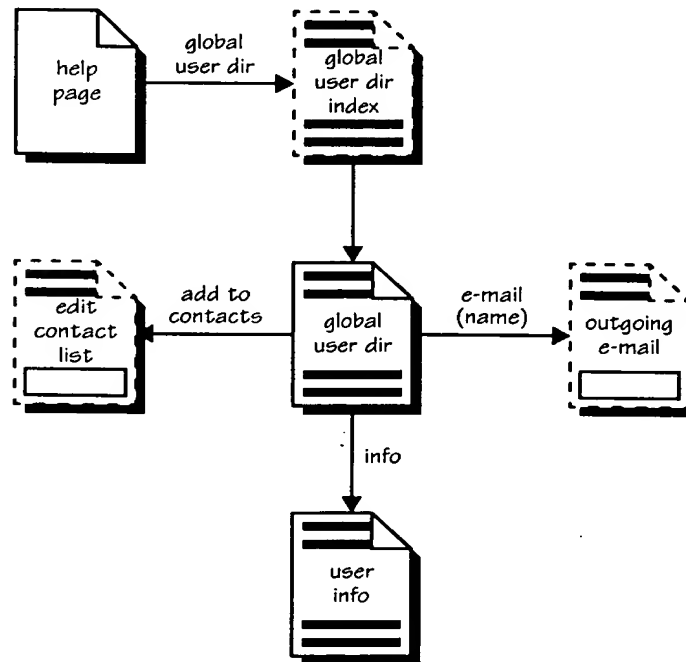 help
page
global
user dir
global
user dir
index
edit
contact
list
add to
contacts
global
user dir
e-mail
(name)
outgoing
e-mail
info
user
info